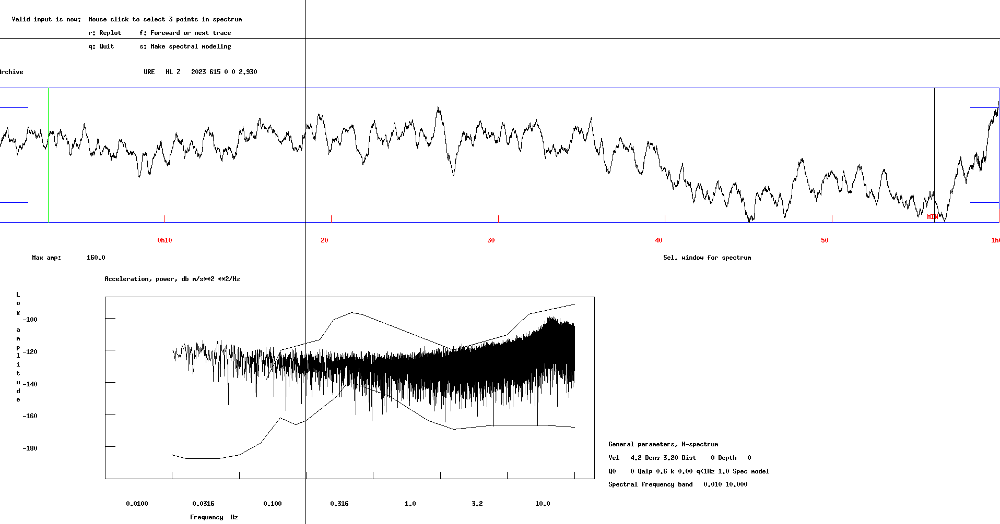 Valid input is now:  Mouse click to select 3 points in spectrum
r: Replot     f: Foreward or next trace
q: Quit       s: Make spectral modeling
Archive     URE   HL Z   2023 615 0 0 2.930
MIN
0h10     20     30     40     50     1h
Max amp:       160.0     Sel. window for spectrum
Acceleration, power, db m/s**2 **2/Hz
Log amplitude
-100
-120
-140
-160
-180
General parameters, N-spectrum
Vel   4.2 Dens 3.20 Dist    0 Depth   0
Q0    0 Qalp 0.6 k 0.00 q<1Hz 1.0 Spec model
Spectral frequency band   0.010 10.000
0.0100     0.0316     0.100     0.316     1.0     3.2     10.0
Frequency  Hz